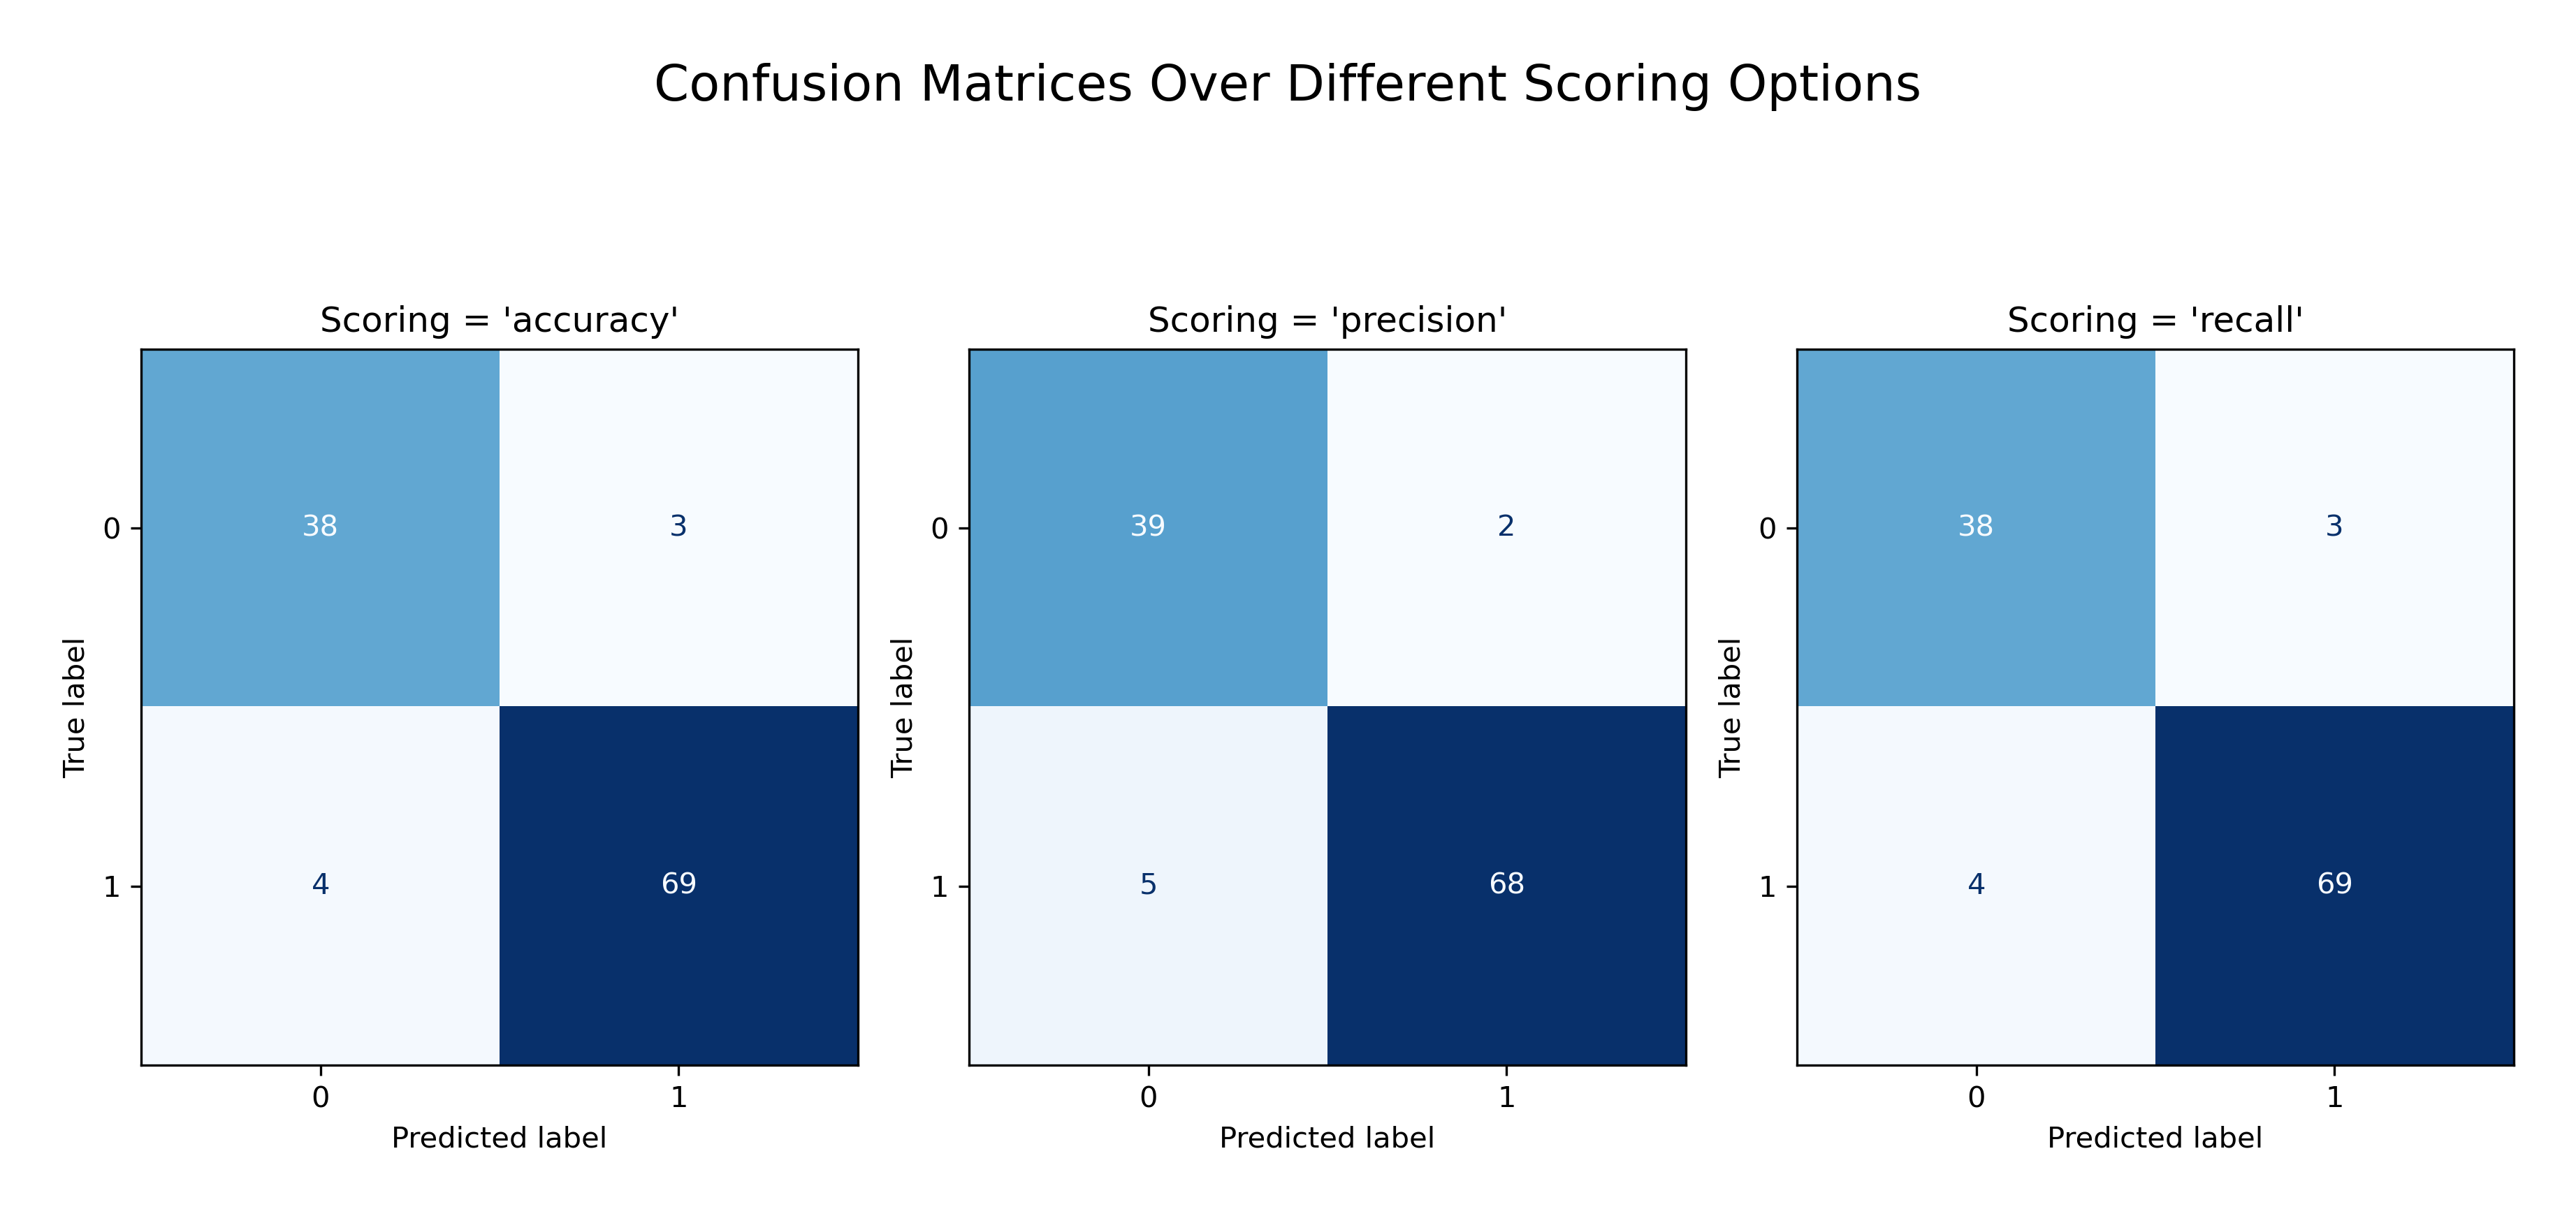 Confusion Matrices Over Different Scoring Options
Scoring = 'accuracy'
True label
0
1
38
3
4
69
0
1
Predicted label
Scoring = 'precision'
True label
0
1
39
2
5
68
0
1
Predicted label
Scoring = 'recall'
True label
0
1
38
3
4
69
0
1
Predicted label